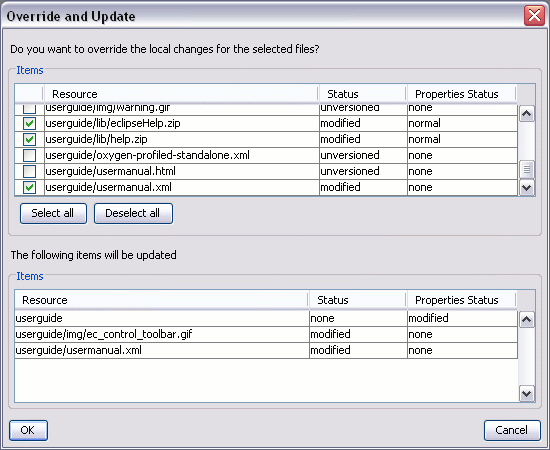 Override and Update
Do you want to override the local changes for the selected files?
Items
Resource Status Properties Status
userguide/img/warning.gif unversioned none
userguide/lib/eclipseHelp.zip modified normal
userguide/lib/help.zip modified normal
userguide/oxygen-profiled-standalone.xml unversioned none
userguide/usermanual.html unversioned none
userguide/usermanual.xml modified none
Select all Deselect all
The following items will be updated
Items
Resource Status Properties Status
userguide none modified
userguide/img/ec_control_toolbar.gif modified none
userguide/usermanual.xml modified none
OK Cancel